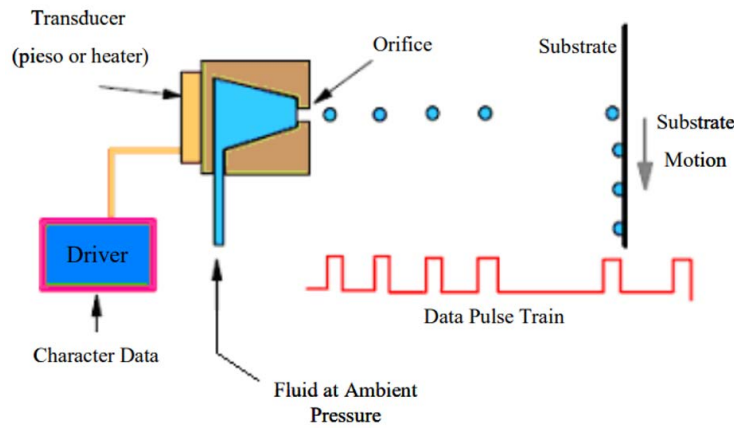 Transducer
(pieso or heater)
Orifice
Substrate
Substrate
Motion
Driver
Data Pulse Train
Character Data
Fluid at Ambient
Pressure